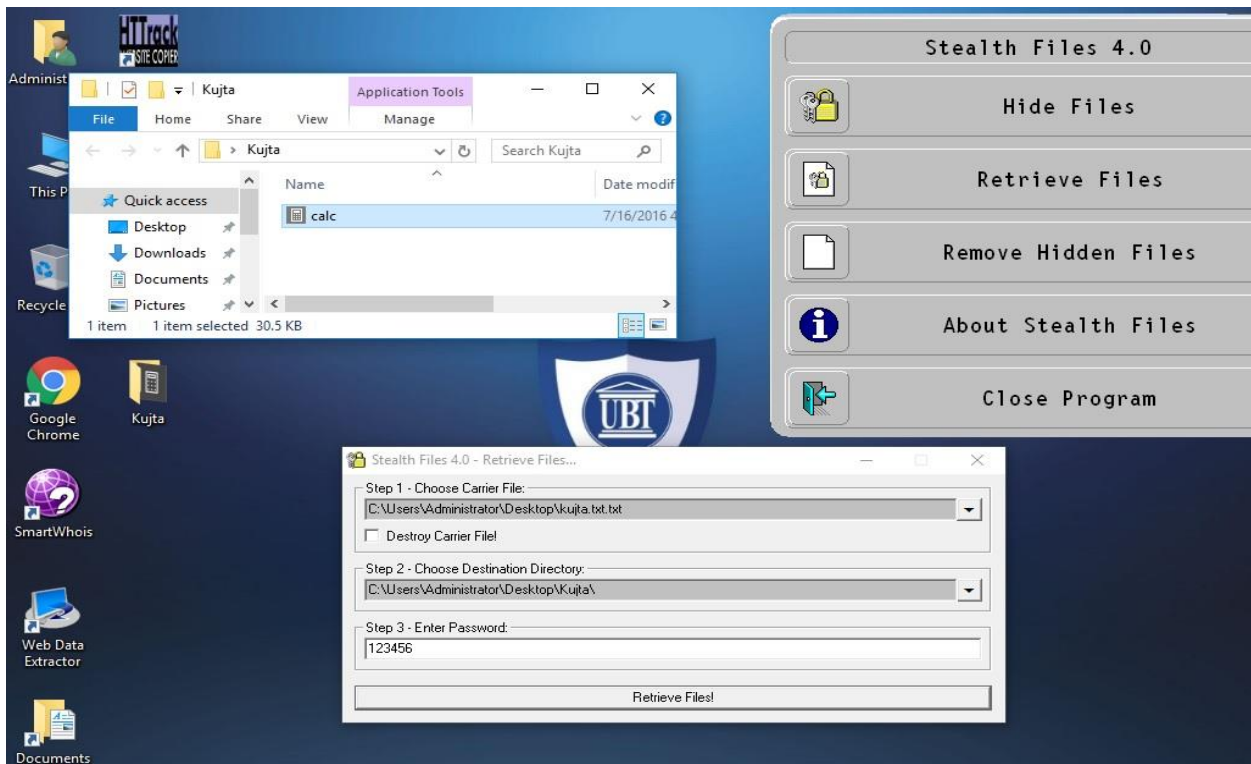 HTTrack
WEBSITE COPIER
Administ
Kujta
Application Tools
File Home Share View Manage
Kujta
Search Kujta
Name Date modif
Quick access
calc 7/16/2016 4
Desktop
Downloads
Documents
Pictures
1 item 1 item selected 30.5 KB
This P
Recycle
Google
Chrome
Kujta
SmartWhois
Web Data
Extractor
Documents
UBT
Stealth Files 4.0
Hide Files
Retrieve Files
Remove Hidden Files
About Stealth Files
Close Program
Stealth Files 4.0 - Retrieve Files...
Step 1 - Choose Carrier File:
C:\Users\Administrator\Desktop\kujta.txt.txt
Destroy Carrier File!
Step 2 - Choose Destination Directory:
C:\Users\Administrator\Desktop\Kujta\
Step 3 - Enter Password:
123456
Retrieve Files!